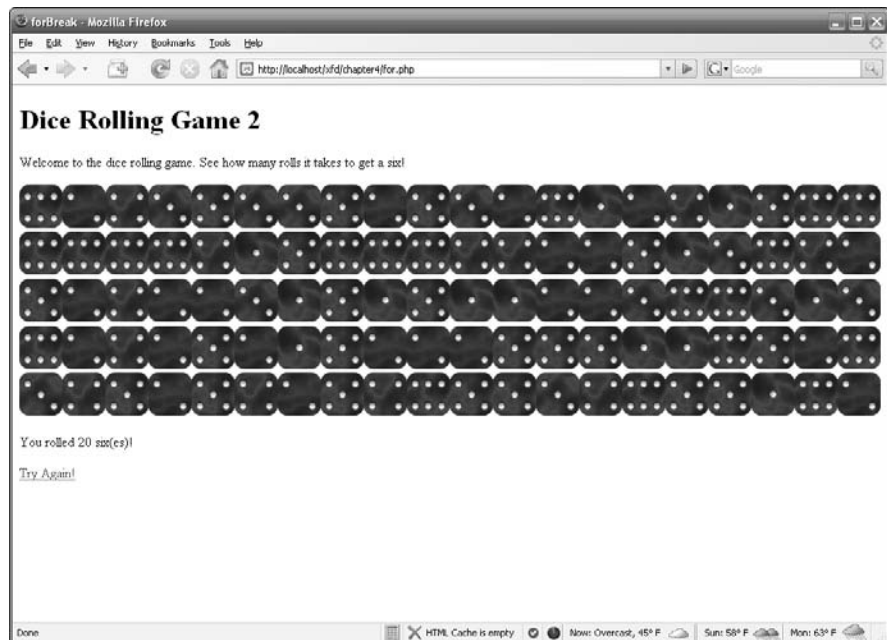 forBreak - Mozilla Firefox
File Edit View History Bookmarks Tools Help
http://localhost/xfd/chapter4/for.php
Google
Dice Rolling Game 2
Welcome to the dice rolling game. See how many rolls it takes to get a six!
You rolled 20 six(es)!
Try Again!
Done
HTML Cache is empty
Now: Overcast, 45° F
Sun: 58° F
Mon: 63° F